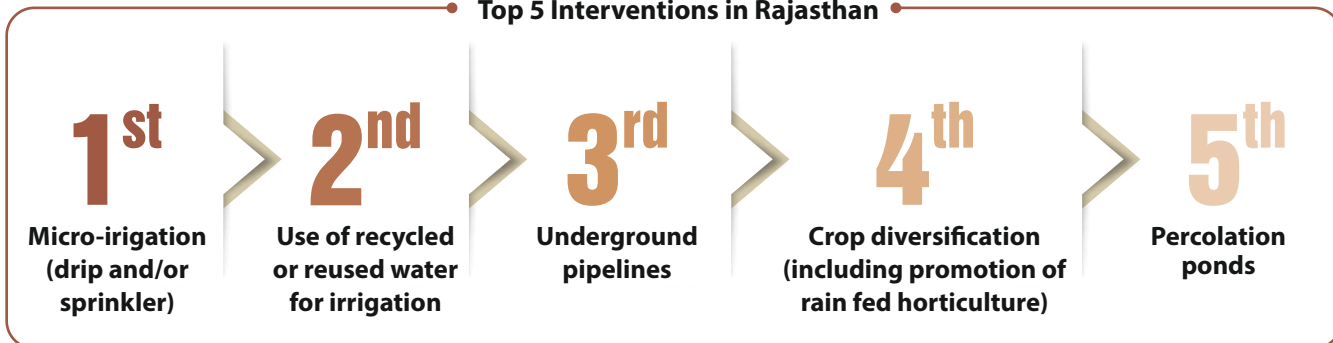 Top 5 Interventions in Rajasthan
1st
Micro-irigation
(drip and/or
sprinkler)
2nd
Use of recycled
or reused water
for irrigation
3rd
Underground
pipelines
4th
Crop diversification
(including promotion of
rain fed horticulture)
5th
Percolation
ponds